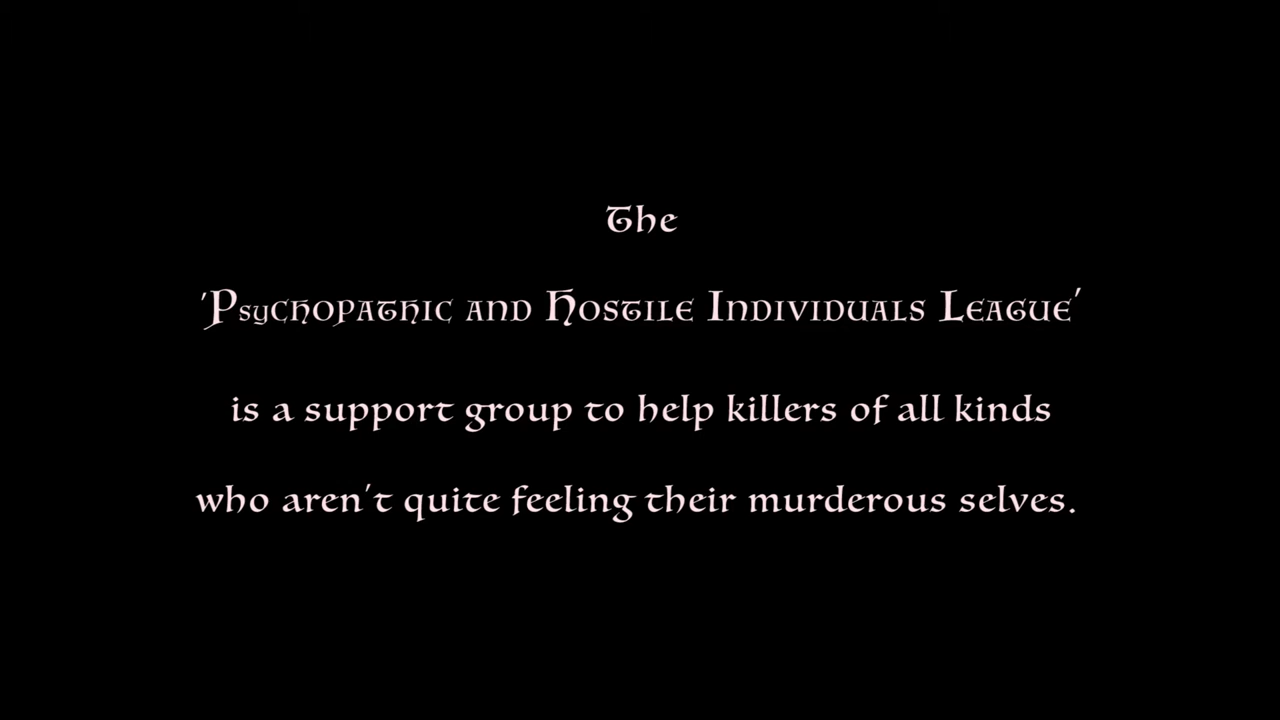 The
'Psychopathic and Hostile Individuals League'
is a support group to help killers of all kinds
who aren't quite feeling their murderous selves.